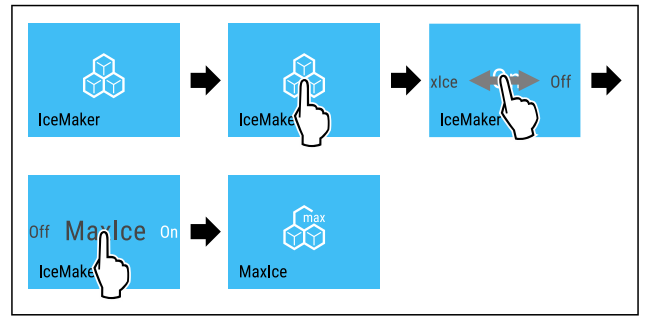 IceMaker
IceMake
xIce
Off
IceMaker
Off MaxIce On
IceMake
max
MaxIce